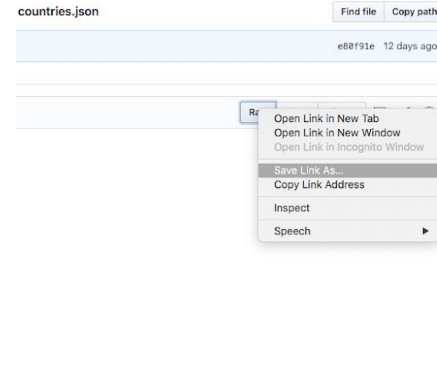 countries.json
Find file
Copy path
e80f91e 12 days ago
Open Link in New Tab
Open Link in New Window
Open Link in Incognito Window
Save Link As...
Copy Link Address
Inspect
Speech